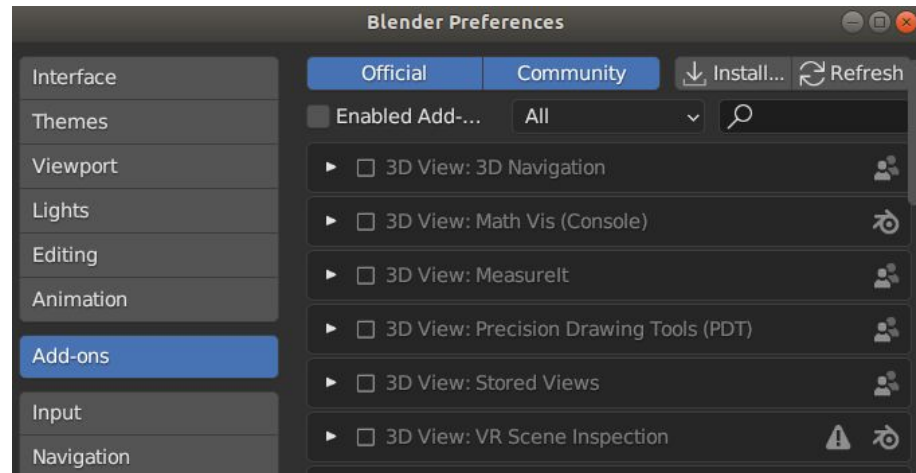 Blender Preferences
Interface
Themes
Viewport
Lights
Editing
Animation
Add-ons
Input
Navigation
Official Community Install... Refresh
Enabled Add-... All
3D View: 3D Navigation
3D View: Math Vis (Console)
3D View: MeasureIt
3D View: Precision Drawing Tools (PDT)
3D View: Stored Views
3D View: VR Scene Inspection